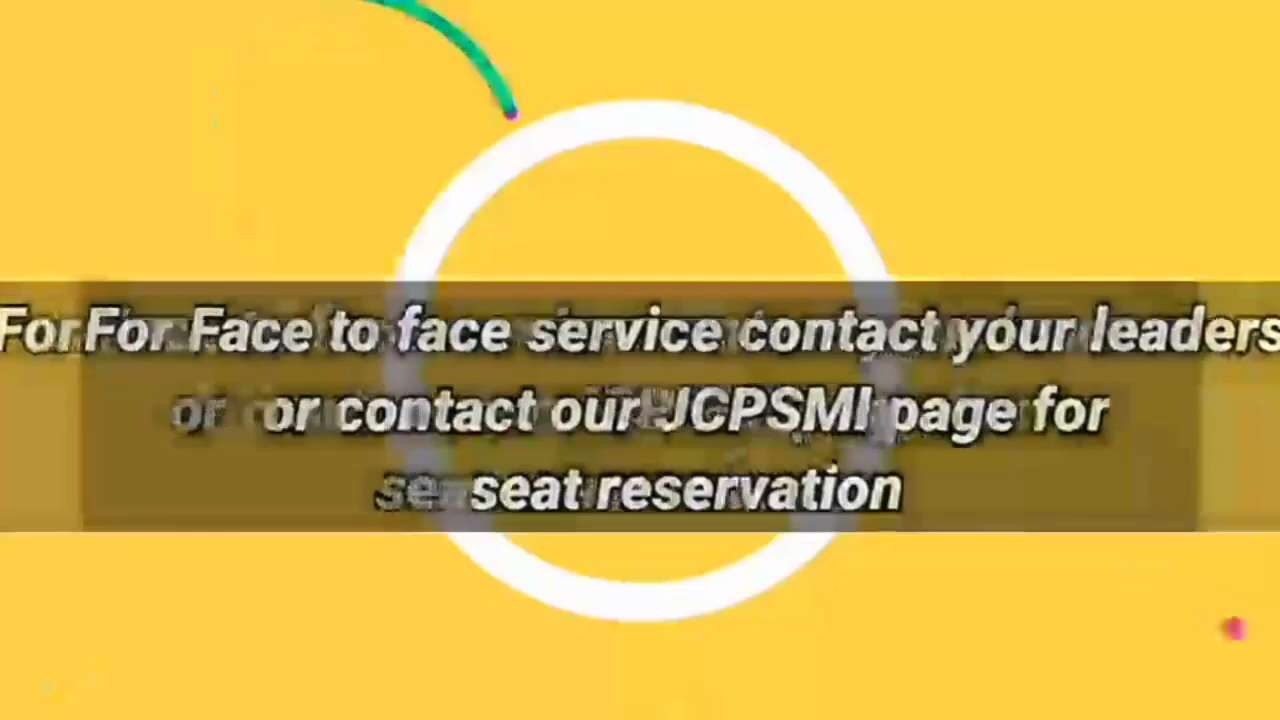 For Face to face service contact your leaders
or contact our JCPSMI page for
seat reservation